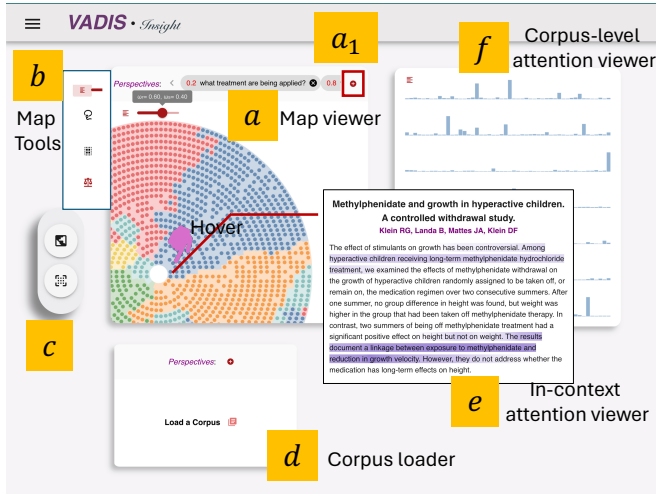 VADIS • Insight
a1
f
Corpus-level
attention viewer
b
Map
Tools
Perspectives:
0.2 what treatment are being applied?
0.8
a
Map viewer
Hover
Methylphenidate and growth in hyperactive children.
A controlled withdrawal study.
Klein RG, Landa B, Mattes JA, Klein DF
The effect of stimulants on growth has been controversial. Among
hyperactive children receiving long-term methylphenidate hydrochloride
treatment, we examined the effects of methylphenidate withdrawal on
the growth of hyperactive children randomly assigned to be taken off, or
remain on, the medication regimen over two consecutive summers. After
one summer, no group difference in height was found, but weight was
higher in the group that had been taken off methylphenidate therapy. In
contrast, two summers of being off methylphenidate treatment had a
significant positive effect on height but not on weight. The results
document a linkage between exposure to methylphenidate and
reduction in growth velocity. However, they do not address whether the
medication has long-term effects on height.
c
Perspectives:
Load a Corpus
d
Corpus loader
e
In-context
attention viewer